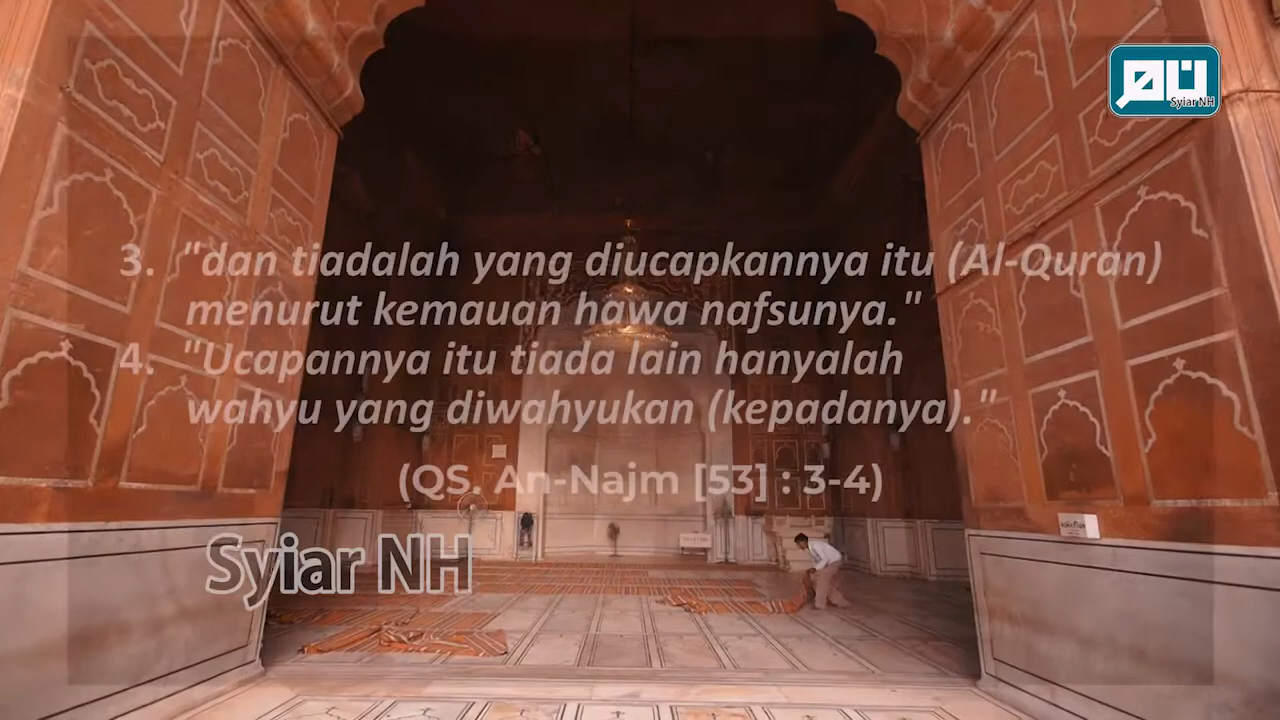 Syiar NH
3. "dan tiadalah yang diucapkannya itu (Al-Quran)
menurut kemauan hawa nafsunya."
4. "Ucapannya itu tiada lain hanyalah
wahyu yang diwahyukan (kepadanya)."
(QS. An-Najm [53] : 3-4)
Syiar NH